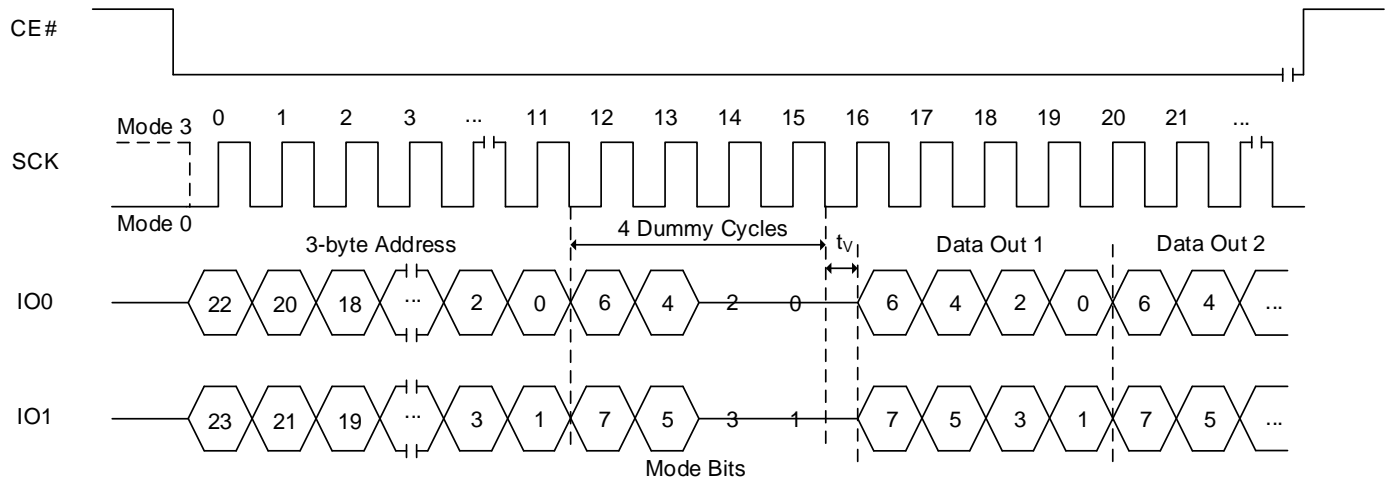 CE#
Mode 3 0 1 2 3 ... 11 12 13 14 15 16 17 18 19 20 21 ...
SCK
Mode 0
3-byte Address 4 Dummy Cycles tV Data Out 1 Data Out 2
IO0 22 20 18 ... 2 0 6 4 2 0 6 4 2 0 6 4 ...
IO1 23 21 19 ... 3 1 7 5 3 1 7 5 3 1 7 5 ...
Mode Bits